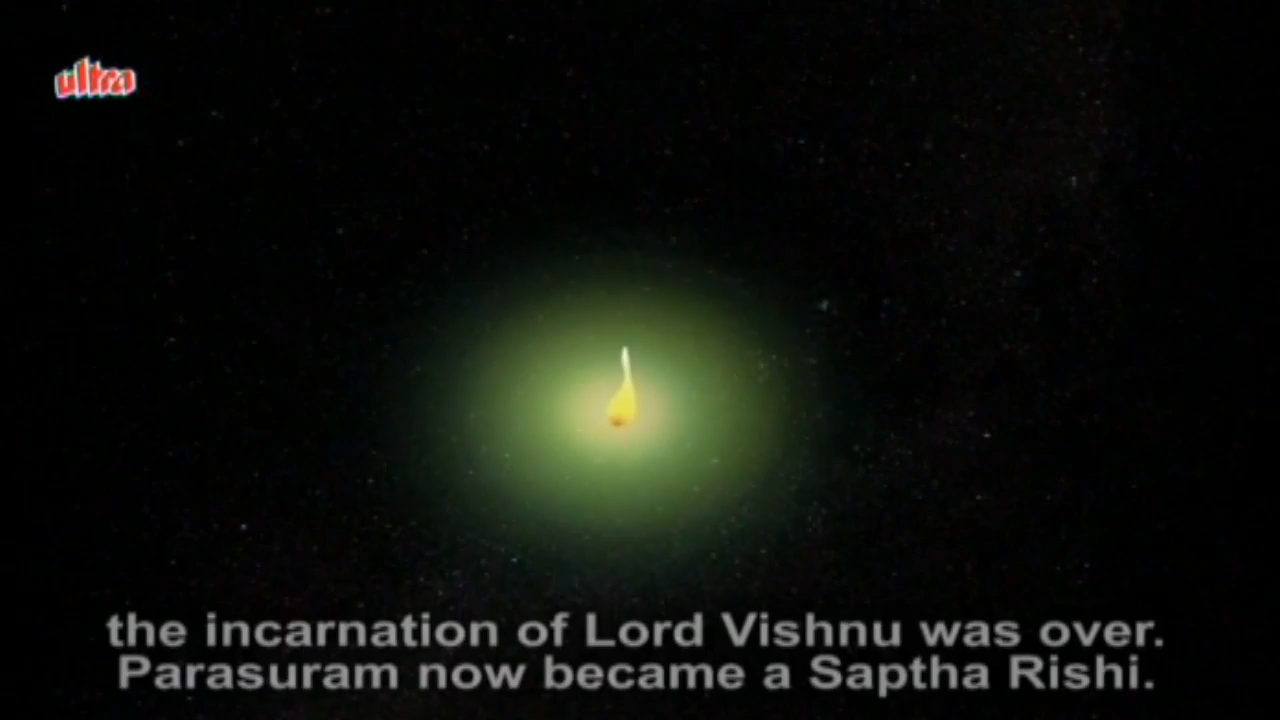 ultra
the incarnation of Lord Vishnu was over.
Parasuram now became a Saptha Rishi.